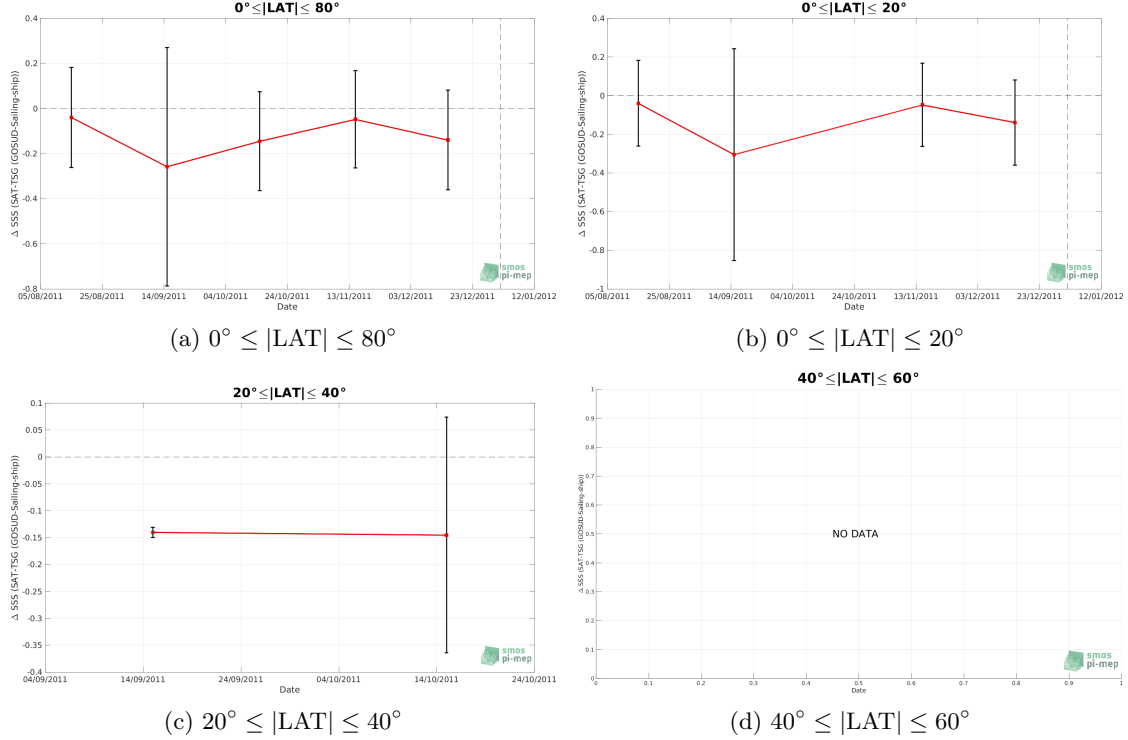 0°≤|LAT|≤ 80°
Δ SSS (SAT-TSG (GOSUD-Sailing-ship))
0.4
0.2
0
-0.2
-0.4
-0.6
-0.8
05/08/2011 25/08/2011 14/09/2011 04/10/2011 24/10/2011 13/11/2011 03/12/2011 23/12/2011 12/01/2012
Date
smos
pi-mep
(a) 0° ≤ |LAT| ≤ 80°
0°≤|LAT|≤ 20°
Δ SSS (SAT-TSG (GOSUD-Sailing-ship))
0.4
0.2
0
-0.2
-0.4
-0.6
-0.8
-1
05/08/2011 25/08/2011 14/09/2011 04/10/2011 24/10/2011 13/11/2011 03/12/2011 23/12/2011 12/01/2012
Date
smos
pi-mep
(b) 0° ≤ |LAT| ≤ 20°
20°≤|LAT|≤ 40°
Δ SSS (SAT-TSG (GOSUD-Sailing-ship))
0.1
0.05
0
-0.05
-0.1
-0.15
-0.2
-0.25
-0.3
-0.35
-0.4
04/09/2011 14/09/2011 24/09/2011 04/10/2011 14/10/2011 24/10/2011
Date
smos
pi-mep
(c) 20° ≤ |LAT| ≤ 40°
40°≤|LAT|≤ 60°
Δ SSS (SAT-TSG (GOSUD-Sailing-ship))
1
0.9
0.8
0.7
0.6
0.5
0.4
0.3
0.2
0.1
0
NO DATA
0 0.1 0.2 0.3 0.4 0.5 0.6 0.7 0.8 0.9 1
Date
smos
pi-mep
(d) 40° ≤ |LAT| ≤ 60°